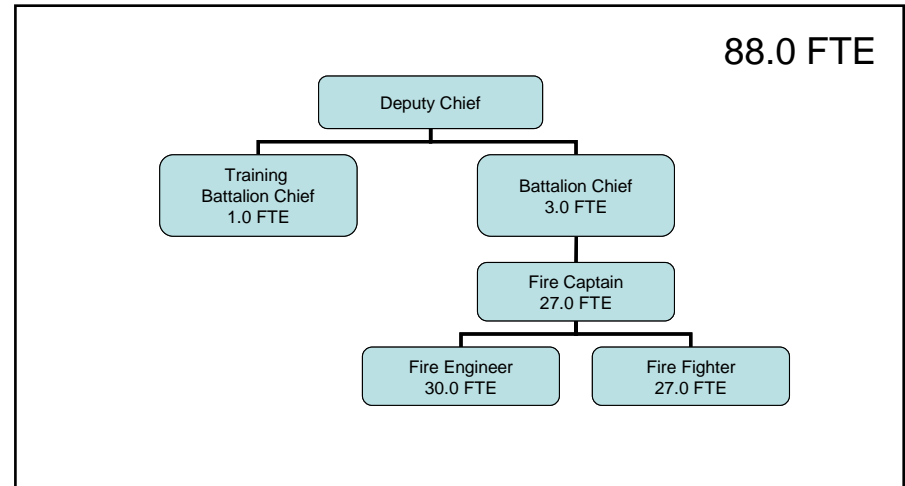 88.0 FTE
Deputy Chief
Training
Battalion Chief
1.0 FTE
Battalion Chief
3.0 FTE
Fire Captain
27.0 FTE
Fire Engineer
30.0 FTE
Fire Fighter
27.0 FTE